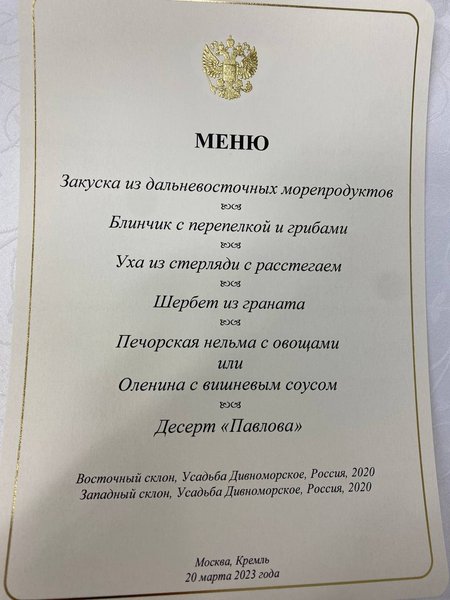 МЕНЮ
Закуска из дальневосточных морепродуктов
Блинчик с перепелкой и грибами
Уха из стерляди с расстегаем
Шербет из граната
Печорская нельма с овощами
или
Оленина с вишневым соусом
Десерт «Павлова»
Восточный склон, Усадьба Дивноморское, Россия, 2020
Западный склон, Усадьба Дивноморское, Россия, 2020
Москва, Кремль
20 марта 2023 года